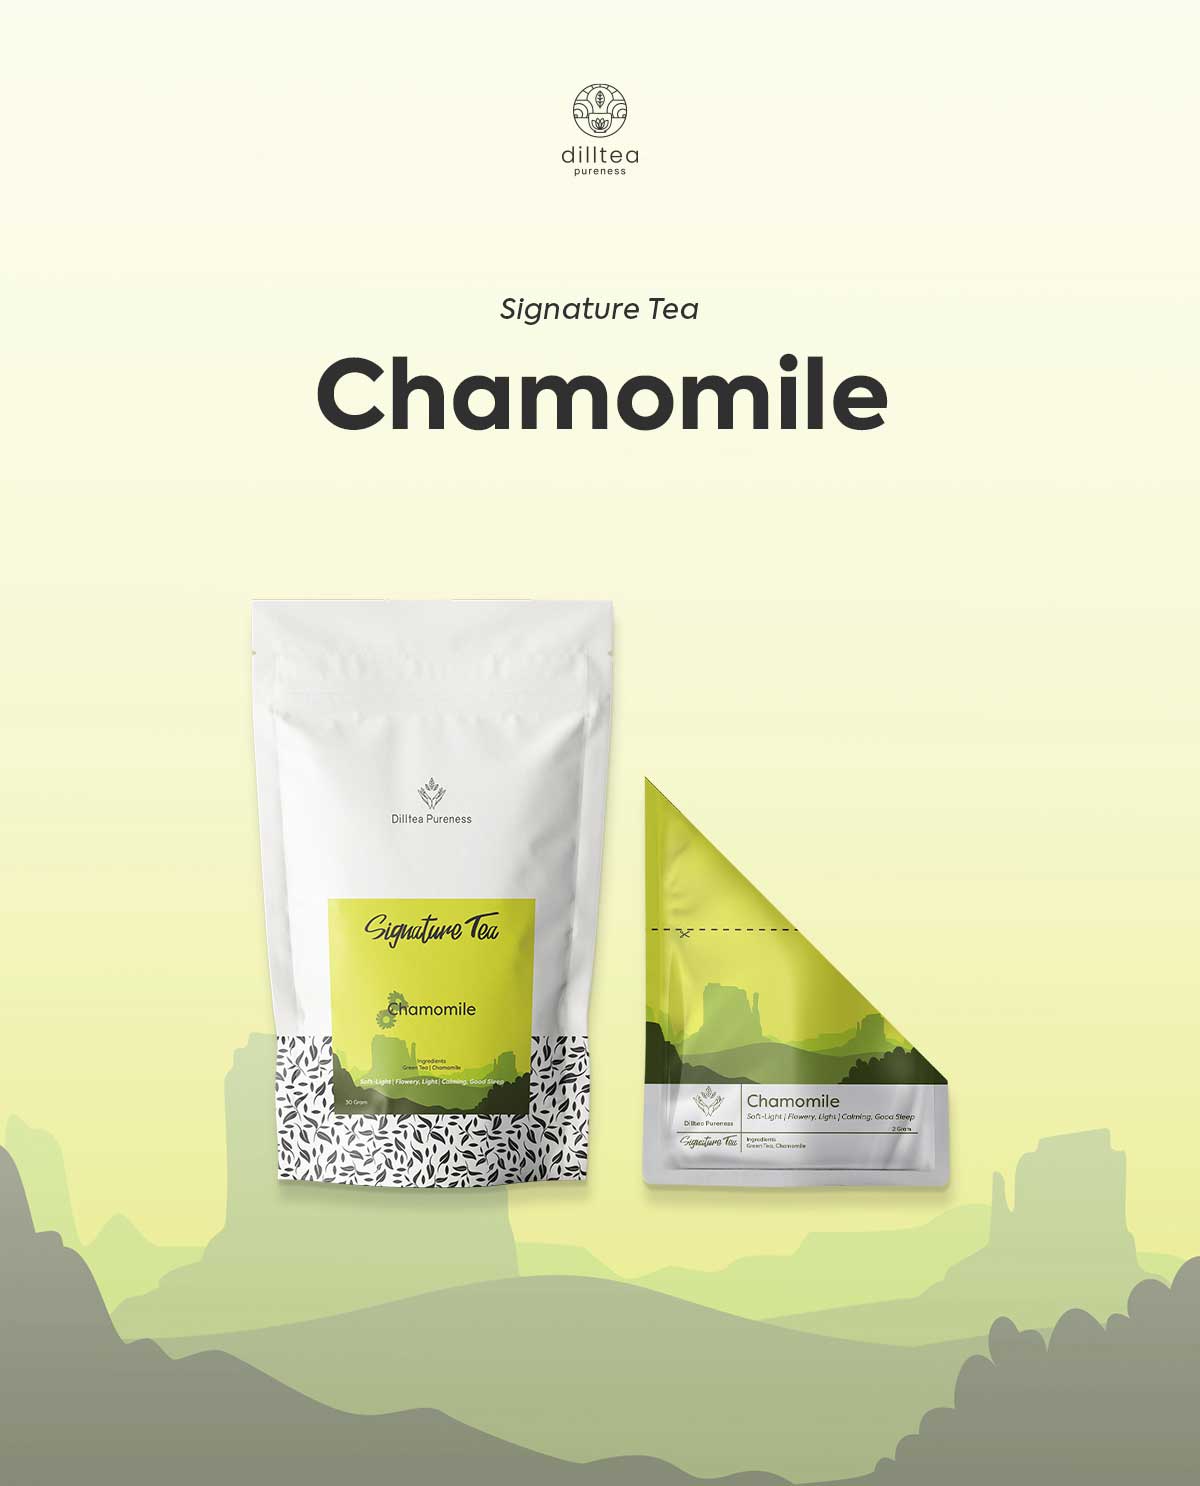 dilltea
pureness
Signature Tea
Chamomile
Dilltea Pureness
Signature Tea
Chamomile
Ingredients
Green Tea | Chamomile
Soft-Light | Flowery, Light | Calming, Good Sleep
30 Gram
Chamomile
Soft-Light | Flowery, Light | Calming, Good Sleep
2 Gram
Dilltea Pureness
Signature Tea
Ingredients
Green Tea, Chamomile